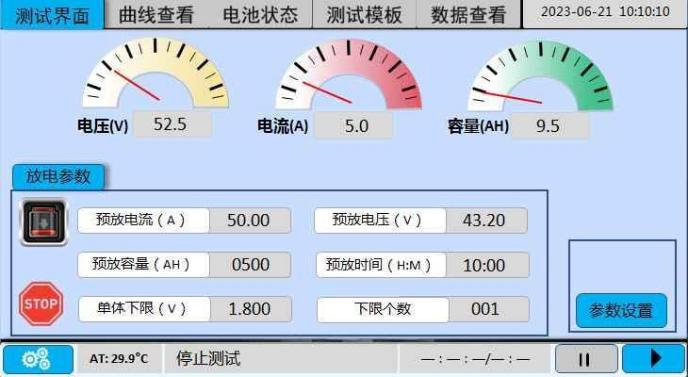 测试界面 曲线查看 电池状态 测试模板 数据查看 2023-06-21 10:10:10
电压(V) 52.5 电流(A) 5.0 容量(AH) 9.5
放电参数
预放电流（A） 50.00 预放电压（V） 43.20
预放容量（AH） 0500 预放时间（H:M） 10:00
STOP 单体下限（V） 1.800 下限个数 001 参数设置
AT: 29.9°C 停止测试 —:—:—/—:—